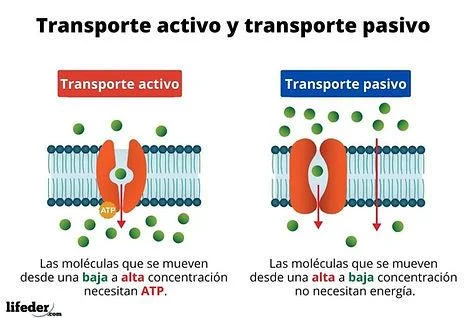 Transporte activo y transporte pasivo
Transporte activo
Transporte pasivo
ATP
Las moléculas que se mueven
desde una baja a alta concentración
necesitan ATP.
Las moléculas que se mueven
desde una alta a baja concentración
no necesitan energía.
lifeder
.com